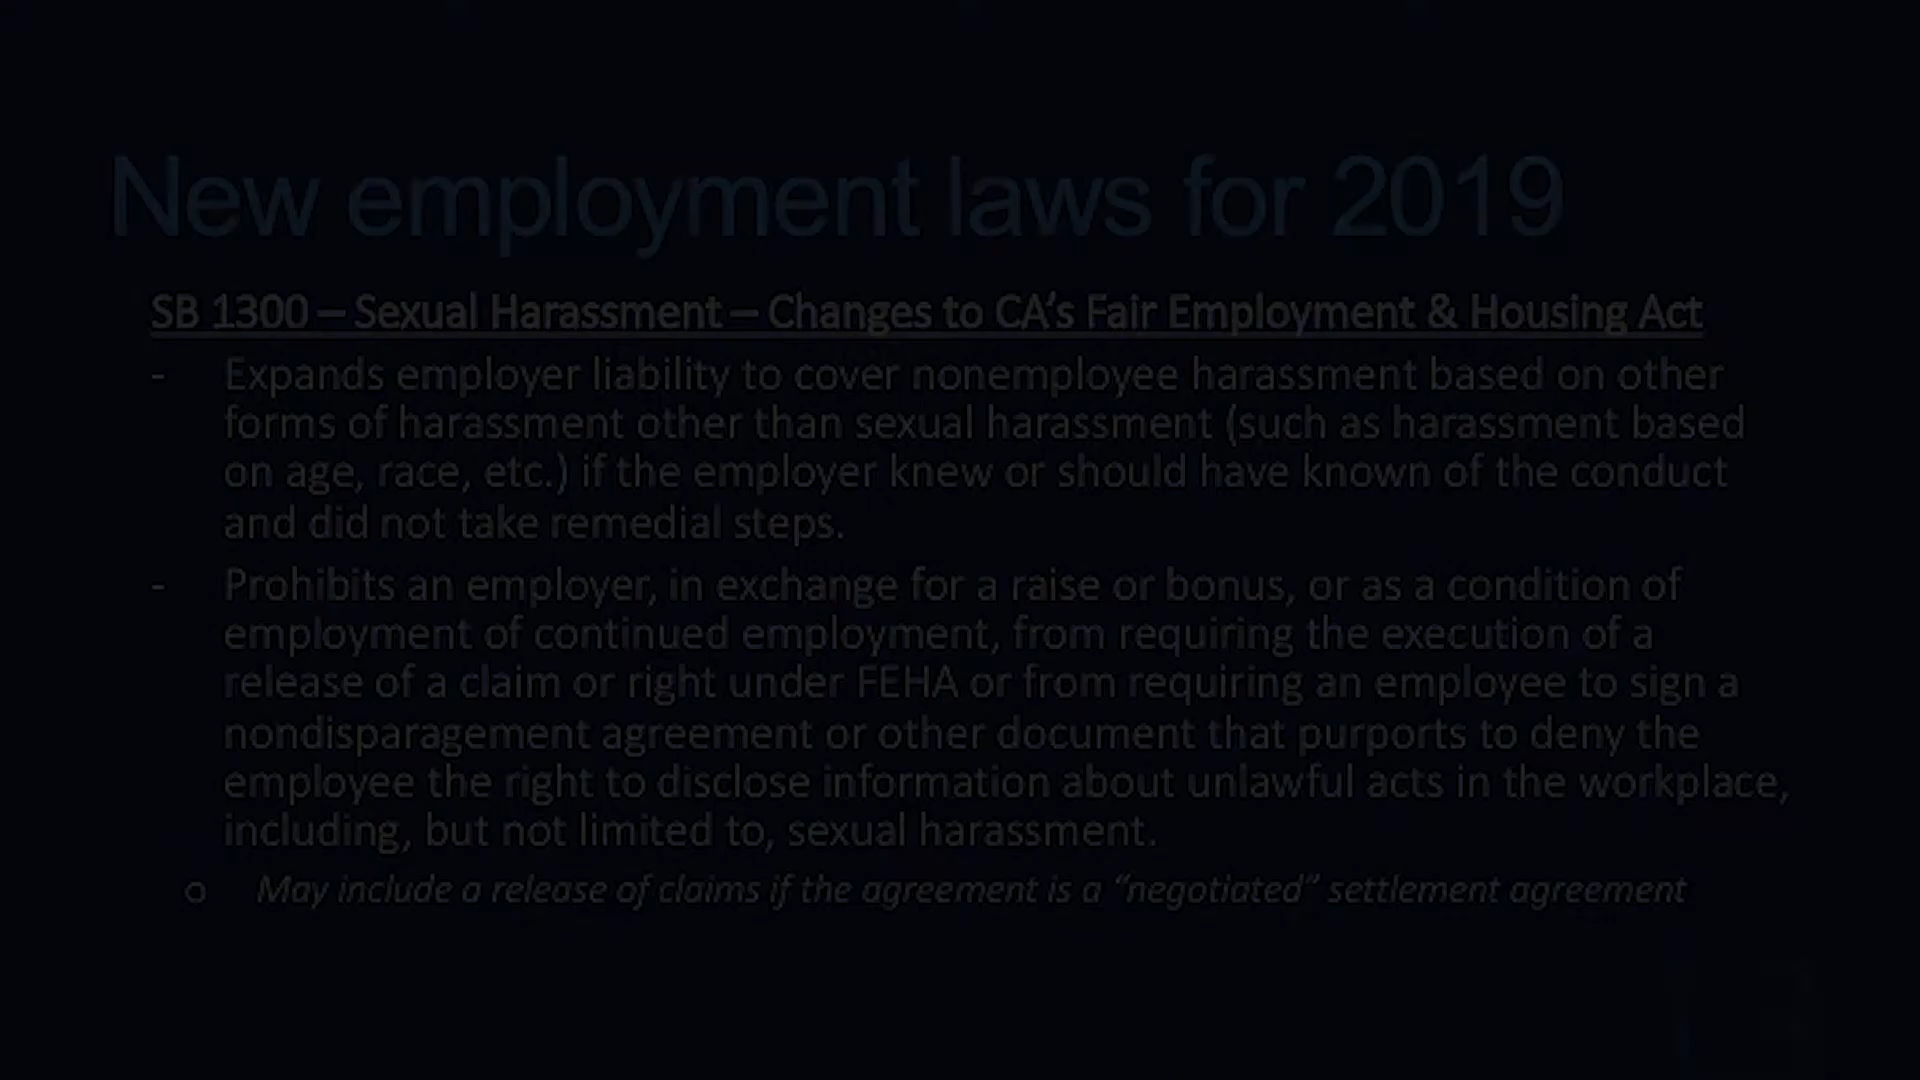 New employment laws for 2019
SB 1300 – Sexual Harassment – Changes to CA's Fair Employment & Housing Act
- Expands employer liability to cover nonemployee harassment based on other
forms of harassment other than sexual harassment (such as harassment based
on age, race, etc.) if the employer knew or should have known of the conduct
and did not take remedial steps.
- Prohibits an employer, in exchange for a raise or bonus, or as a condition of
employment of continued employment, from requiring the execution of a
release of a claim or right under FEHA or from requiring an employee to sign a
nondisparagement agreement or other document that purports to deny the
employee the right to disclose information about unlawful acts in the workplace,
including, but not limited to, sexual harassment.
o May include a release of claims if the agreement is a “negotiated” settlement agreement